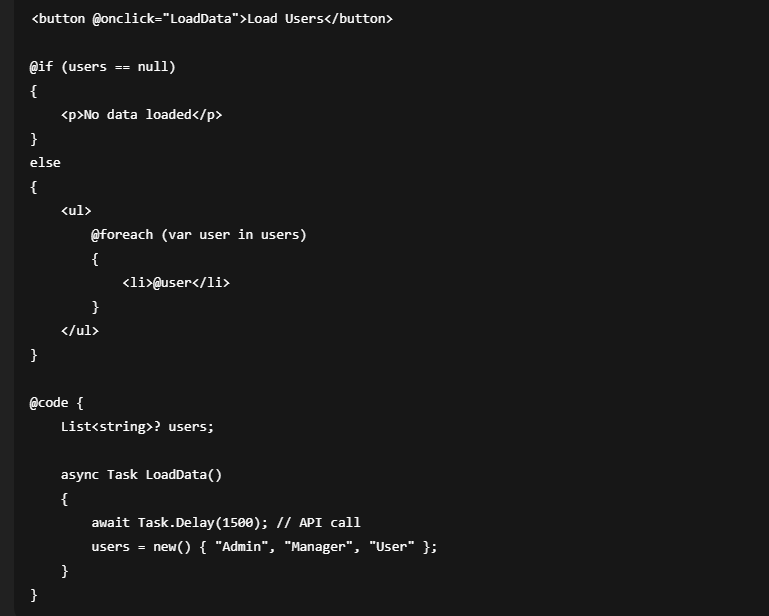 <button @onclick="LoadData">Load Users</button>

@if (users == null)
{
    <p>No data loaded</p>
}
else
{
    <ul>
        @foreach (var user in users)
        {
            <li>@user</li>
        }
    </ul>
}

@code {
    List<string>? users;

    async Task LoadData()
    {
        await Task.Delay(1500); // API call
        users = new() { "Admin", "Manager", "User" };
    }
}